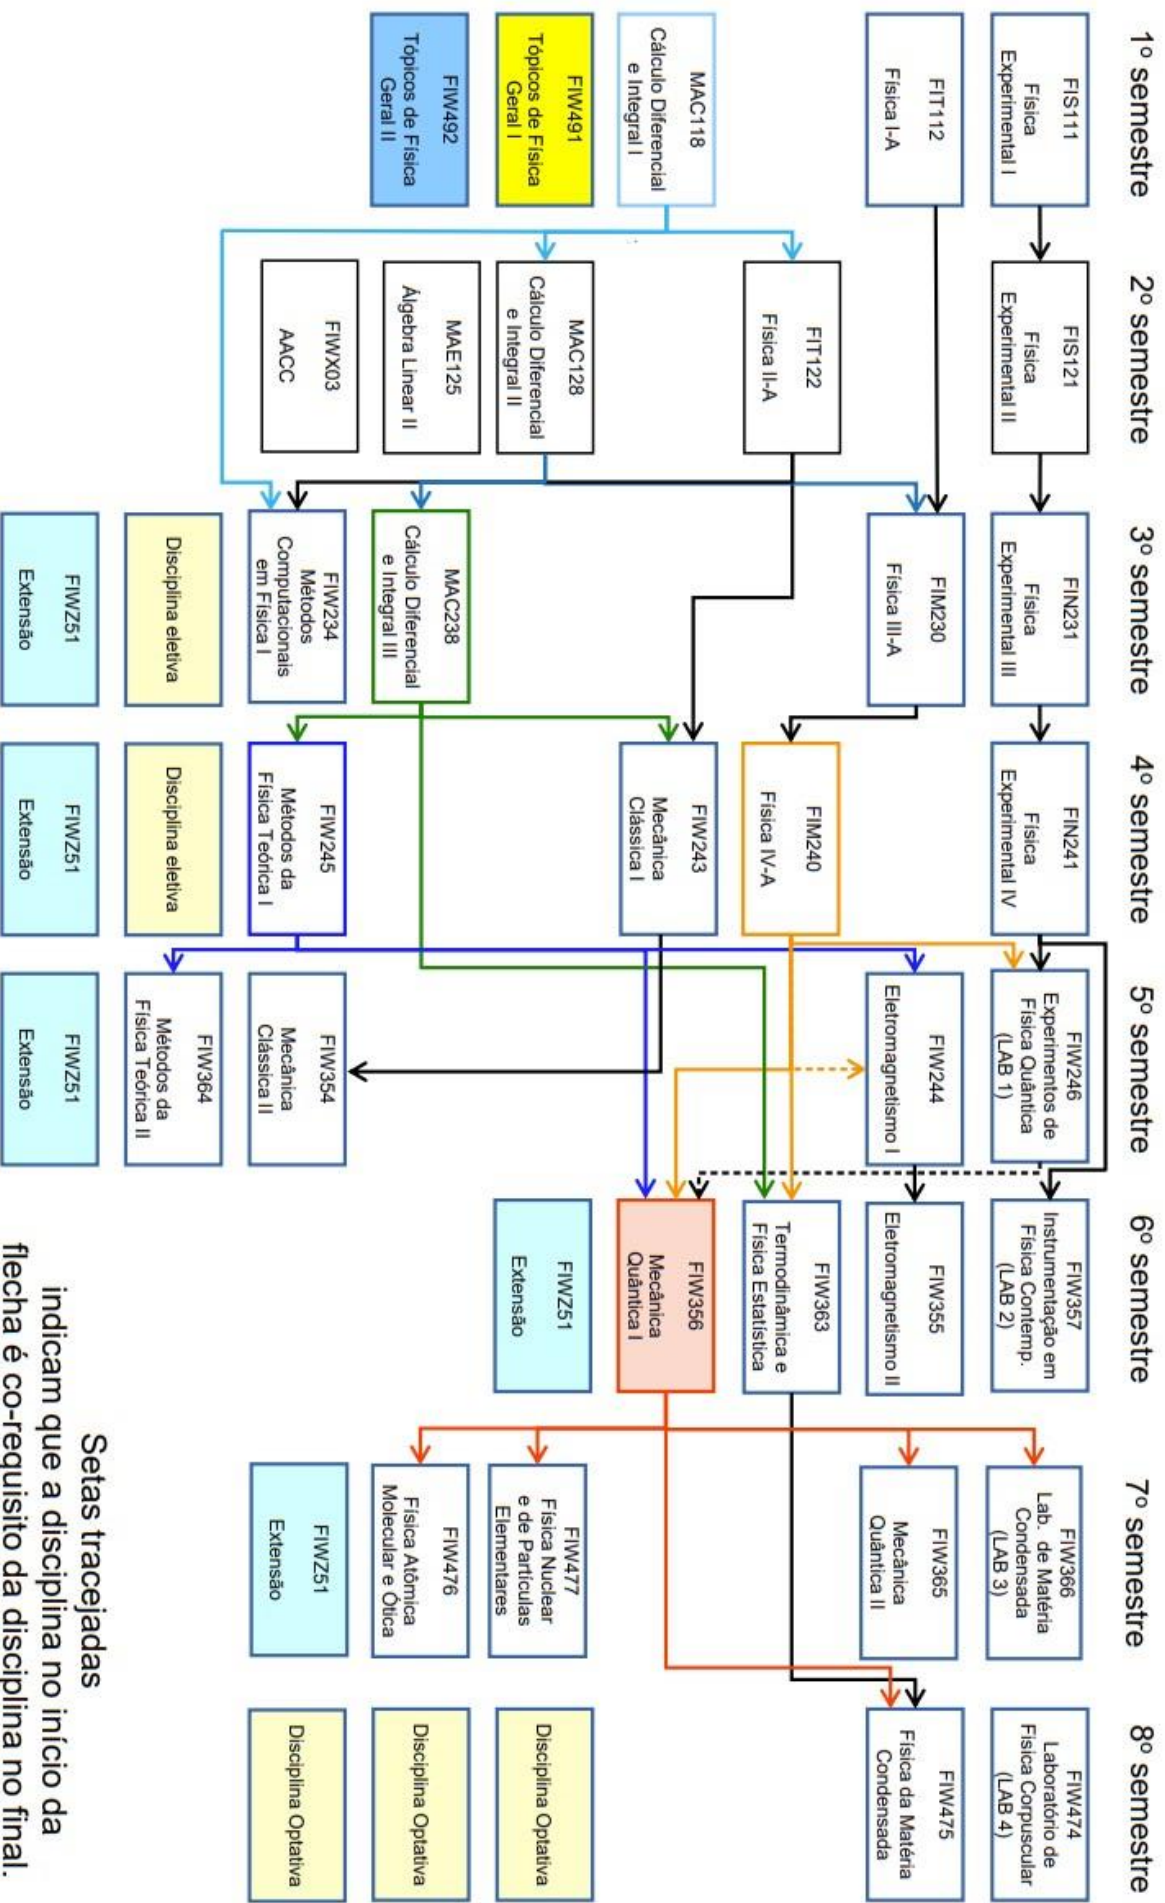 1º semestre
2º semestre
3º semestre
4º semestre
5º semestre
6º semestre
7º semestre
8º semestre
FIS111
Física
Experimental I
FIT112
Física I-A
MAC118
Cálculo Diferencial
e Integral I
FIW491
Tópicos de Física
Geral I
FIW492
Tópicos de Física
Geral II
FIS121
Física
Experimental II
FIT122
Física II-A
MAC128
Cálculo Diferencial
e Integral II
MAE125
Álgebra Linear II
FIWX03
AACC
FIN231
Física
Experimental III
FIM230
Física III-A
MAC238
Cálculo Diferencial
e Integral III
FIW234
Métodos
Computacionais
em Física I
Disciplina eletiva
FIWZ51
Extensão
FIN241
Física
Experimental IV
FIM240
Física IV-A
FIW243
Mecânica
Clássica I
FIW245
Métodos da
Física Teórica I
Disciplina eletiva
FIWZ51
Extensão
FIW246
Experimentos de
Física Quântica
(LAB 1)
FIW244
Eletromagnetismo I
FIW354
Mecânica
Clássica II
FIW364
Métodos da
Física Teórica II
FIWZ51
Extensão
FIW357
Instrumentação em
Física Contemp.
(LAB 2)
FIW355
Eletromagnetismo II
FIW363
Termodinâmica e
Física Estatística
FIW356
Mecânica
Quântica I
FIWZ51
Extensão
FIW366
Lab. de Matéria
Condensada
(LAB 3)
FIW365
Mecânica
Quântica II
FIW477
Física Nuclear
e de Partículas
Elementares
FIW476
Física Atômica
Molecular e Ótica
FIWZ51
Extensão
FIW474
Laboratório de
Física Corpuscular
(LAB 4)
FIW475
Física da Matéria
Condensada
Disciplina Optativa
Disciplina Optativa
Disciplina Optativa
Setas tracejadas
indicam que a disciplina no início da
flecha é co-requisito da disciplina no final.